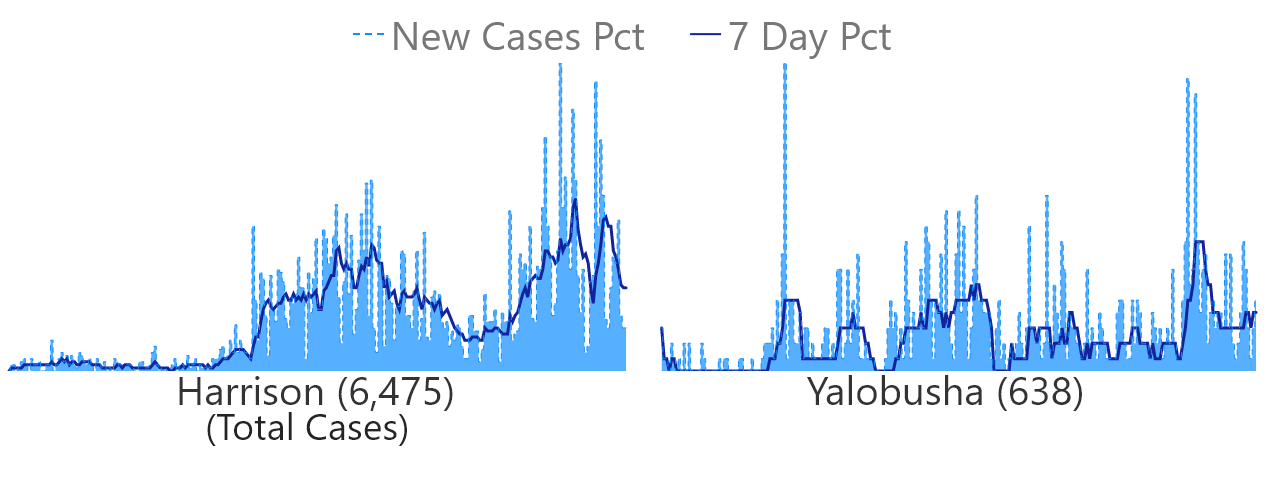 New Cases Pct 7 Day Pct
Harrison (6,475) Yalobusha (638)
(Total Cases)